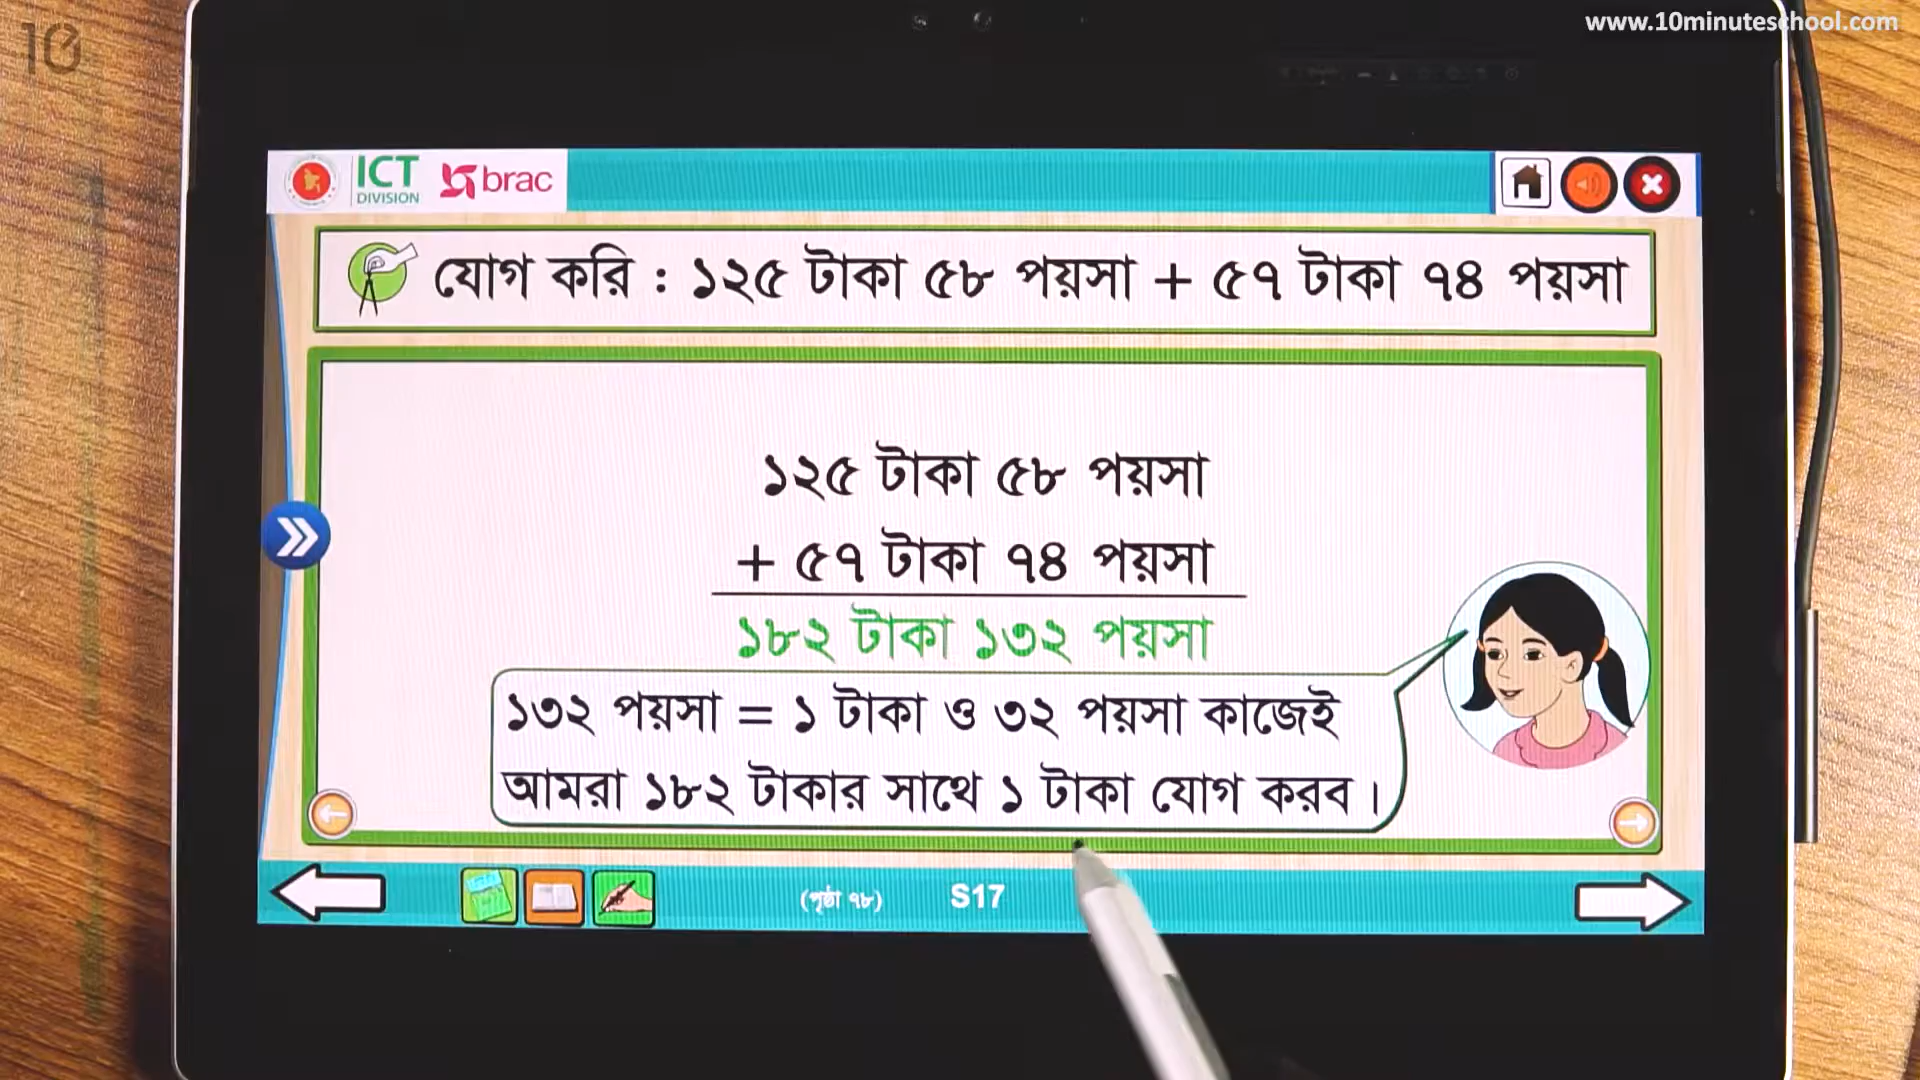 10
www.10minuteschool.com
ICT
DIVISION
brac
যোগ করি : ১২৫ টাকা ৫৮ পয়সা + ৫৭ টাকা ৭৪ পয়সা
১২৫ টাকা ৫৮ পয়সা
+ ৫৭ টাকা ৭৪ পয়সা
১৮২ টাকা ১৩২ পয়সা
১৩২ পয়সা = ১ টাকা ও ৩২ পয়সা কাজেই
আমরা ১৮২ টাকার সাথে ১ টাকা যোগ করব ।
(পৃষ্ঠা ৭৮)
S17